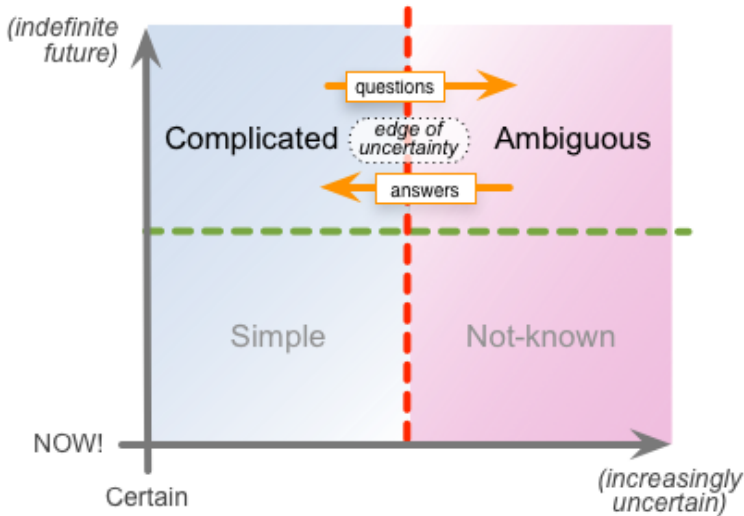 (indefinite
future)
questions
Complicated
edge of
uncertainty
Ambiguous
answers
Simple
Not-known
NOW!
Certain
(increasingly
uncertain)